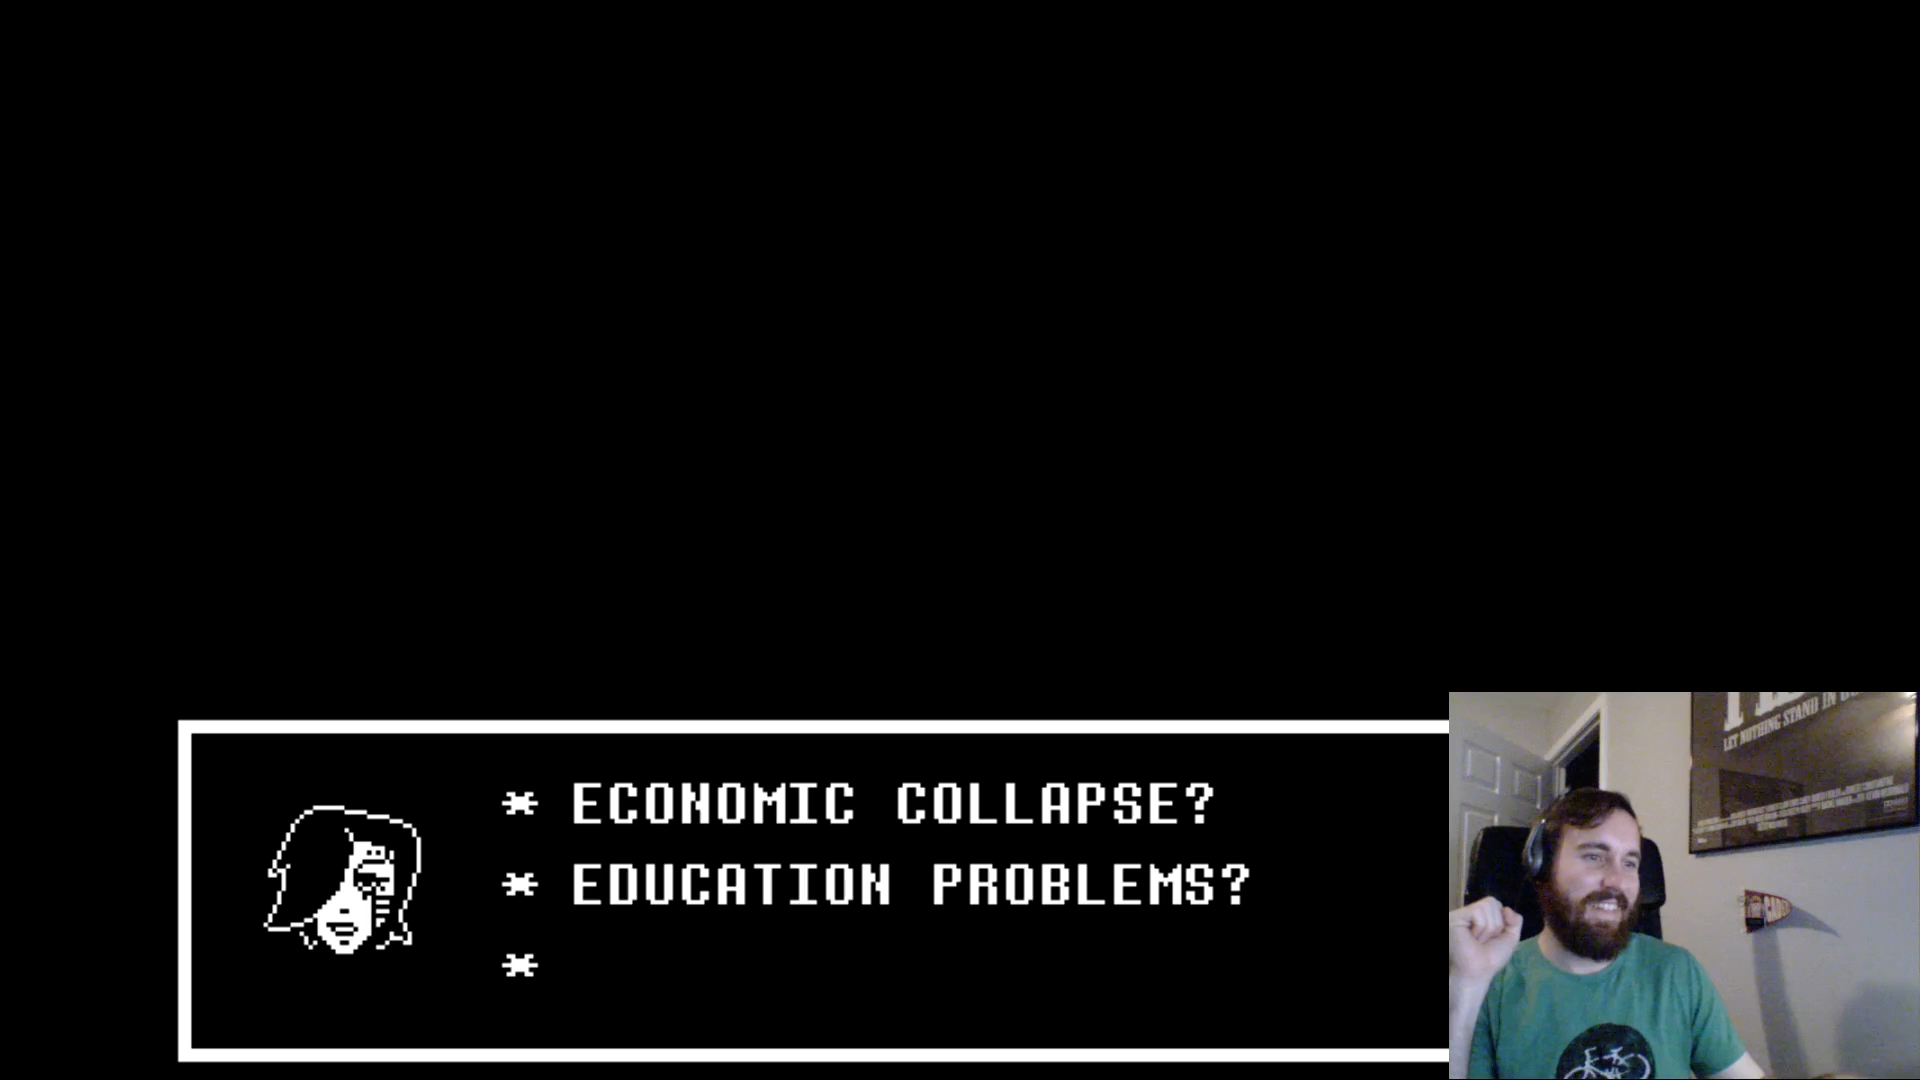 * ECONOMIC COLLAPSE?
* EDUCATION PROBLEMS?
*
LET NOTHING STAND IN